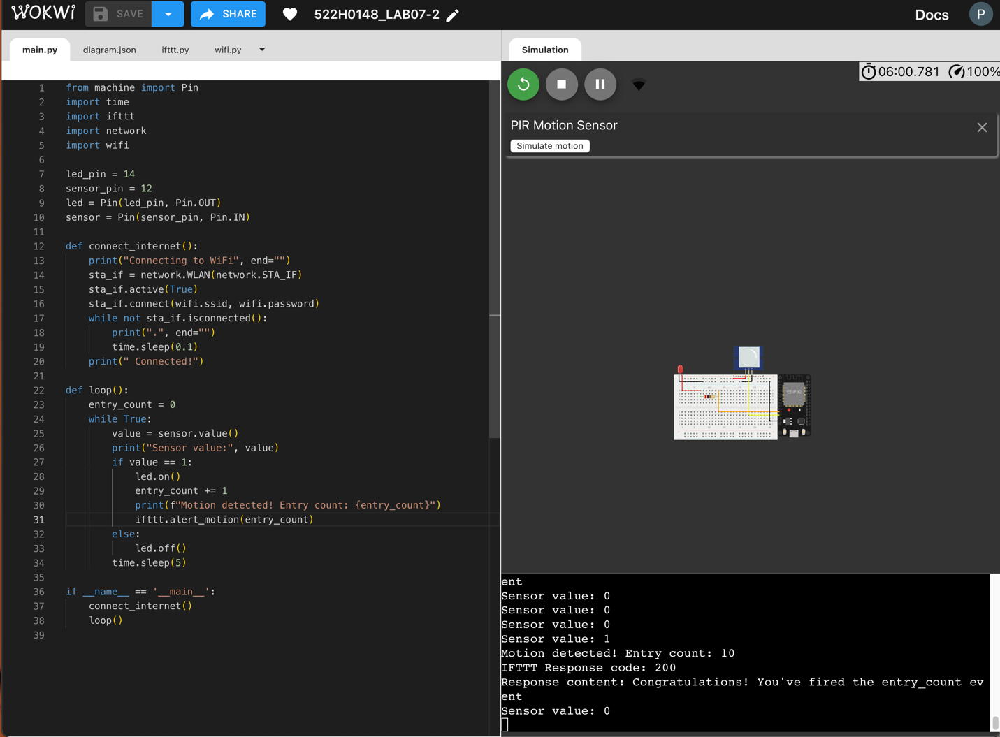 WOKWI SAVE SHARE 522H0148_LAB07-2 Docs P
main.py diagram.json ifttt.py wifi.py
1 from machine import Pin
2 import time
3 import ifttt
4 import network
5 import wifi
6
7 led_pin = 14
8 sensor_pin = 12
9 led = Pin(led_pin, Pin.OUT)
10 sensor = Pin(sensor_pin, Pin.IN)
11
12 def connect_internet():
13 print("Connecting to WiFi", end="")
14 sta_if = network.WLAN(network.STA_IF)
15 sta_if.active(True)
16 sta_if.connect(wifi.ssid, wifi.password)
17 while not sta_if.isconnected():
18 print(".", end="")
19 time.sleep(0.1)
20 print(" Connected!")
21
22 def loop():
23 entry_count = 0
24 while True:
25 value = sensor.value()
26 print("Sensor value:", value)
27 if value == 1:
28 led.on()
29 entry_count += 1
30 print(f"Motion detected! Entry count: {entry_count}")
31 ifttt.alert_motion(entry_count)
32 else:
33 led.off()
34 time.sleep(5)
35
36 if __name__ == '__main__':
37 connect_internet()
38 loop()
39
Simulation
06:00.781 100%
PIR Motion Sensor
Simulate motion
ESP32
ent
Sensor value: 0
Sensor value: 0
Sensor value: 0
Sensor value: 1
Motion detected! Entry count: 10
IFTTT Response code: 200
Response content: Congratulations! You've fired the entry_count ev
ent
Sensor value: 0